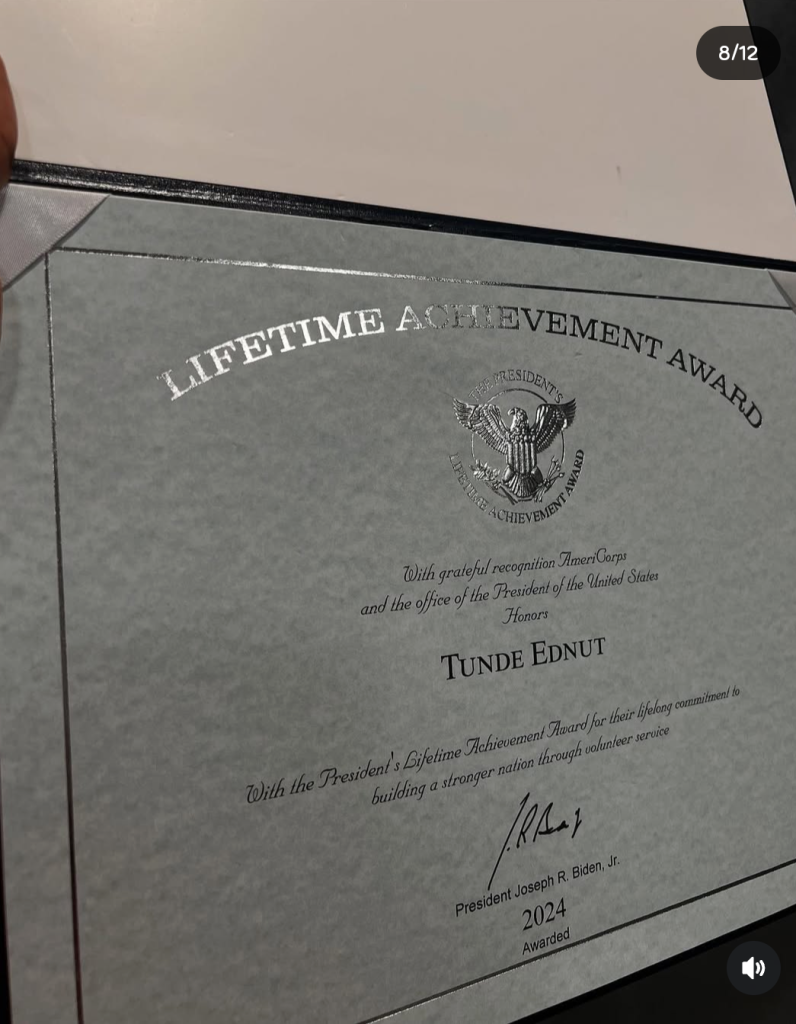 8/12
LIFETIME ACHIEVEMENT AWARD
THE PRESIDENT'S
LIFETIME ACHIEVEMENT AWARD
With grateful recognition AmeriCorps
and the office of the President of the United States
Honors
TUNDE EDNUT
With the President's Lifetime Achievement Award for their lifelong commitment to
building a stronger nation through volunteer service
President Joseph R. Biden, Jr.
2024
Awarded